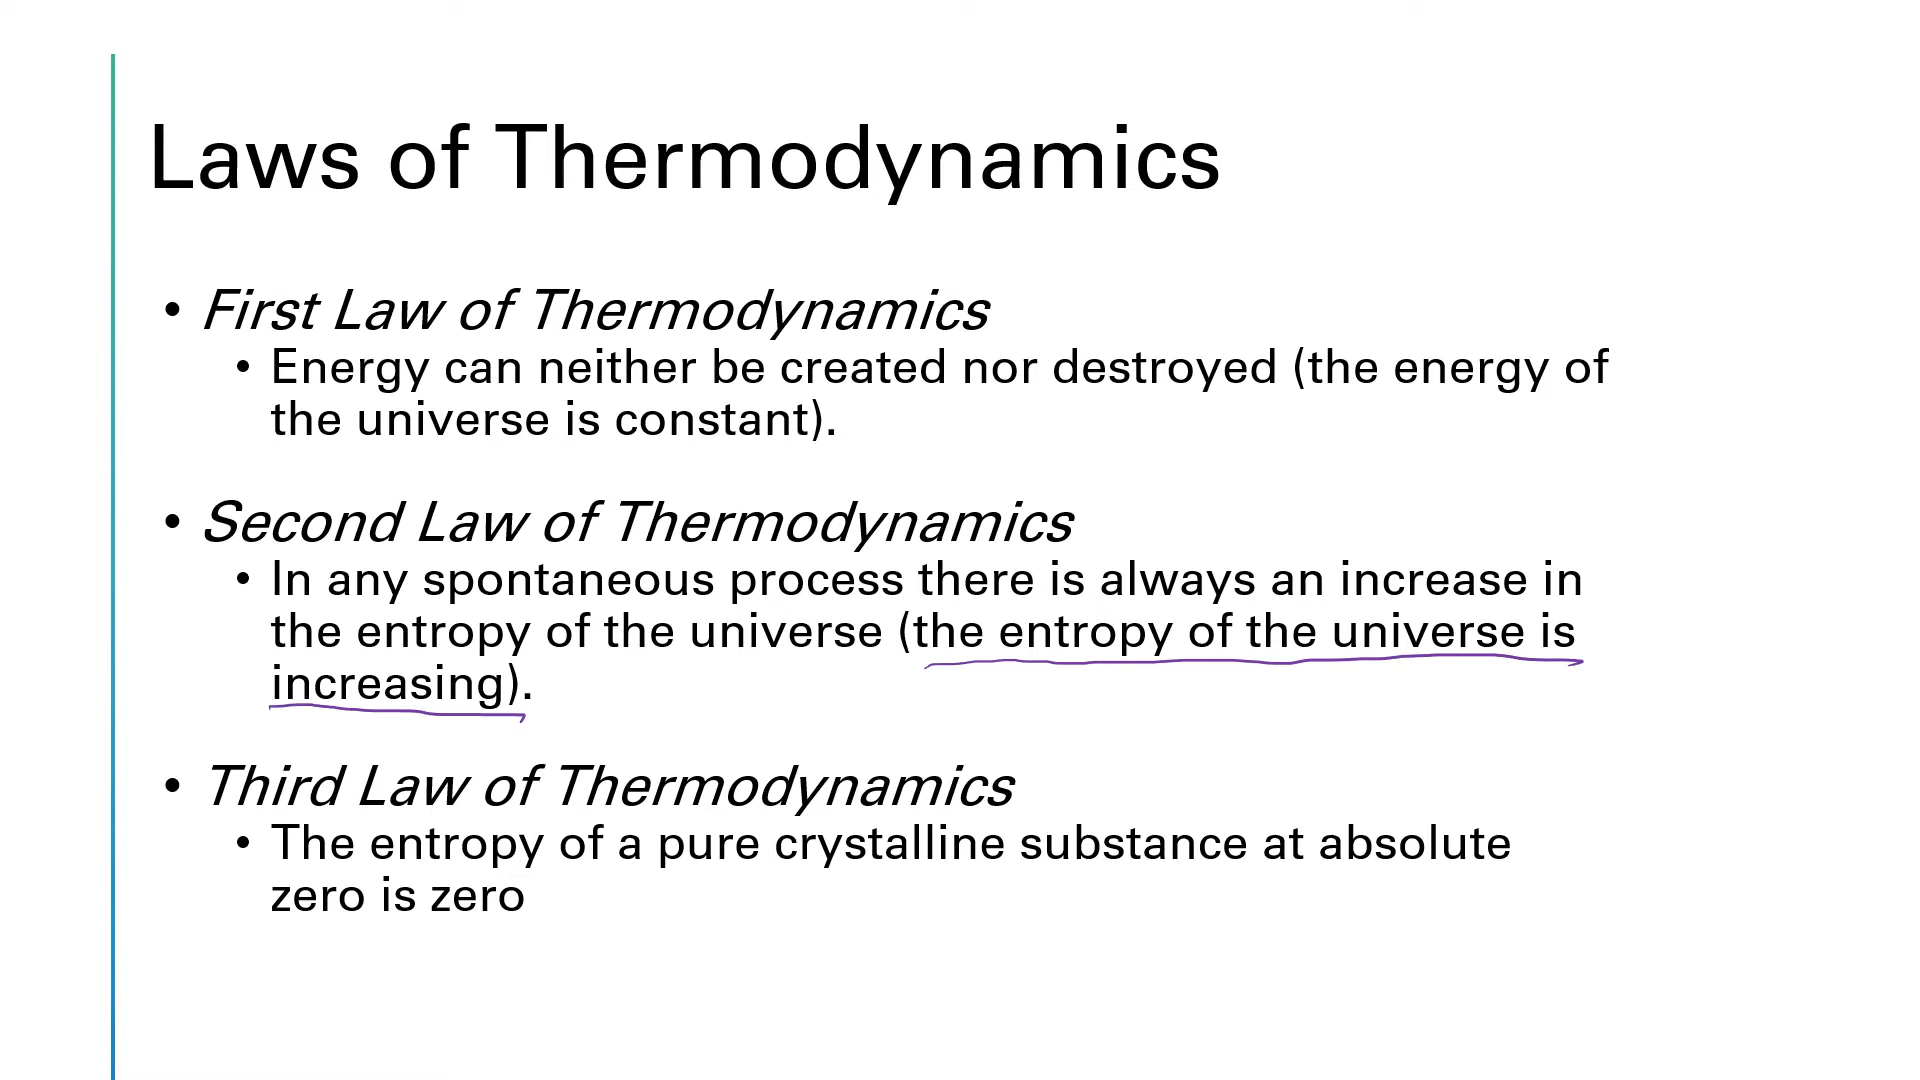 Laws of Thermodynamics
• First Law of Thermodynamics
• Energy can neither be created nor destroyed (the energy of
the universe is constant).
• Second Law of Thermodynamics
• In any spontaneous process there is always an increase in
the entropy of the universe (the entropy of the universe is
increasing).
• Third Law of Thermodynamics
• The entropy of a pure crystalline substance at absolute
zero is zero